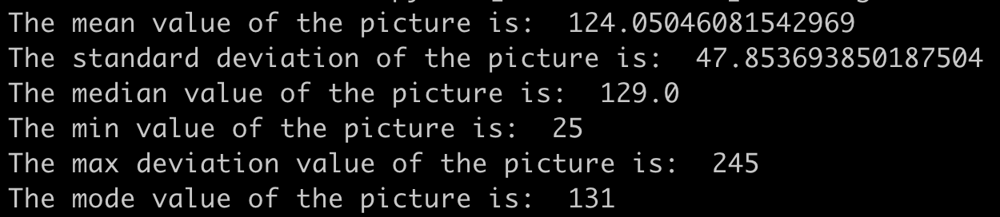 The mean value of the picture is:  124.05046081542969
The standard deviation of the picture is:  47.853693850187504
The median value of the picture is:  129.0
The min value of the picture is:  25
The max deviation value of the picture is:  245
The mode value of the picture is:  131